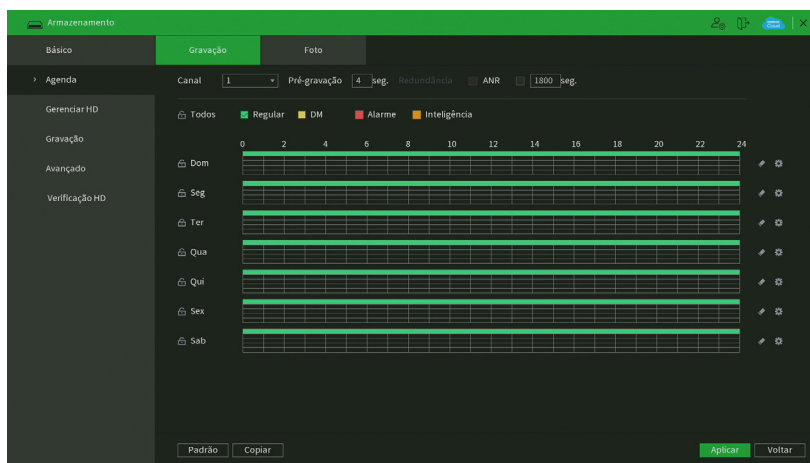 Armazenamento
Básico
Gravação Foto
> Agenda
Canal 1 Pré-gravação 4 seg. Redundância ANR 1800 seg.
Gerenciar HD
Todos Regular DM Alarme Inteligência
Gravação
0 2 4 6 8 10 12 14 16 18 20 22 24
Avançado
Dom
Verificação HD
Seg
Ter
Qua
Qui
Sex
Sab
Padrão Copiar Aplicar Voltar